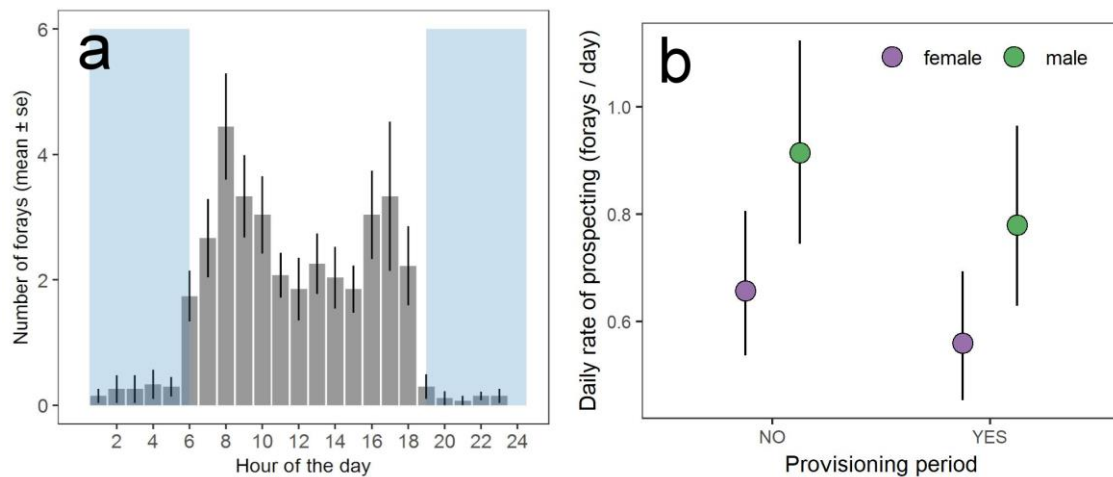 a
Number of forays (mean ± se)
6
4
2
0
2 4 6 8 10 12 14 16 18 20 22 24
Hour of the day
b
female male
Daily rate of prospecting (forays / day)
1.0
0.8
0.6
NO YES
Provisioning period